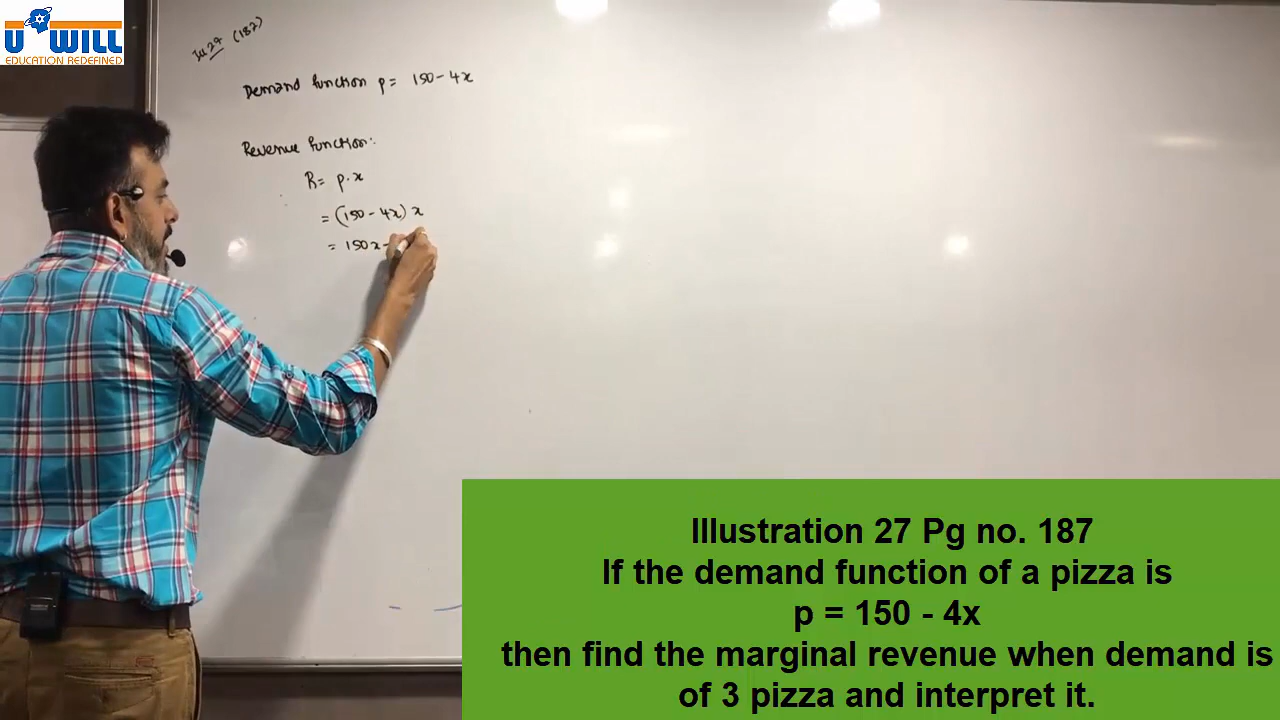 U WILL
EDUCATION REDEFINED
Ill 27 (187)
Demand function p = 150 - 4x
Revenue function:
R = p.x
= (150 - 4x) x
= 150x -
Illustration 27 Pg no. 187
If the demand function of a pizza is
p = 150 - 4x
then find the marginal revenue when demand is
of 3 pizza and interpret it.